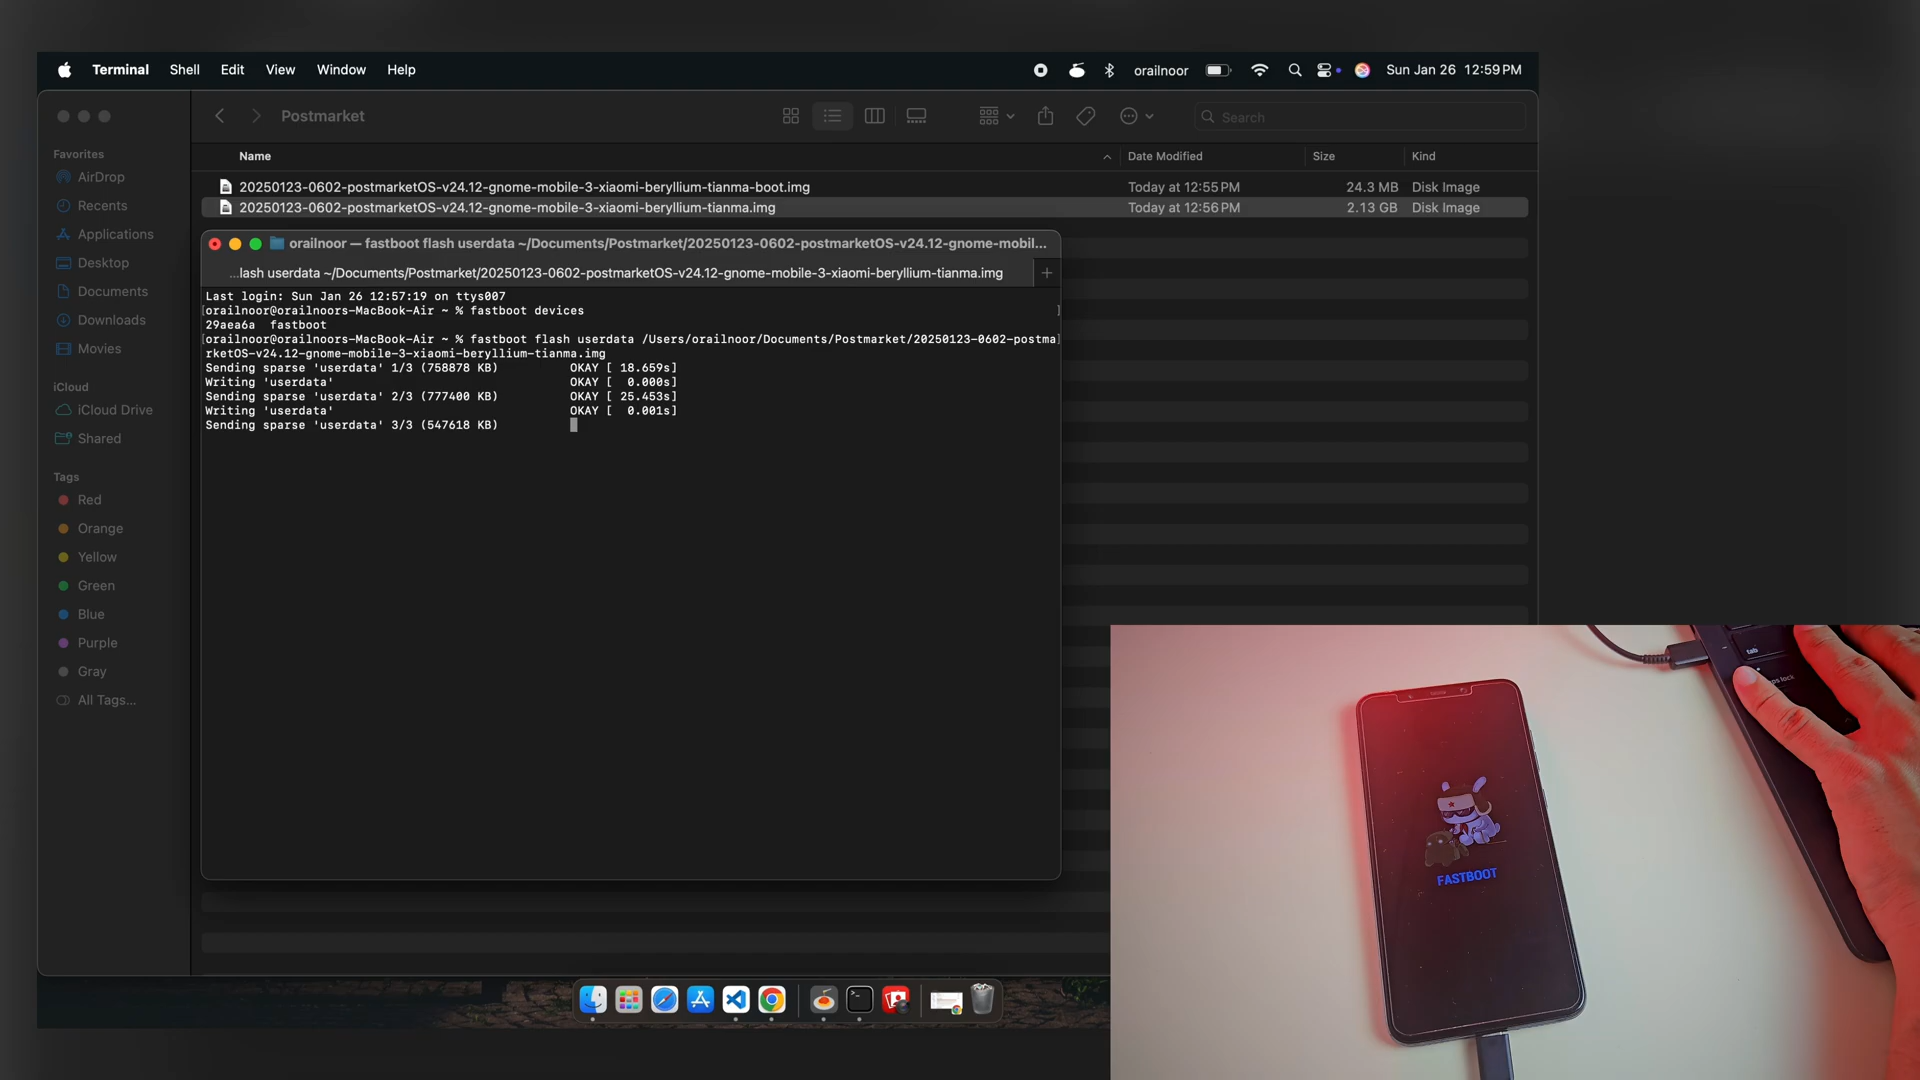 Terminal Shell Edit View Window Help
orailnoor
Sun Jan 26 12:59 PM
Postmarket
Search
Favorites
AirDrop
Recents
Applications
Desktop
Documents
Downloads
Movies
iCloud
iCloud Drive
Shared
Tags
Red
Orange
Yellow
Green
Blue
Purple
Gray
All Tags...
Name Date Modified Size Kind
20250123-0602-postmarketOS-v24.12-gnome-mobile-3-xiaomi-beryllium-tianma-boot.img Today at 12:55 PM 24.3 MB Disk Image
20250123-0602-postmarketOS-v24.12-gnome-mobile-3-xiaomi-beryllium-tianma.img Today at 12:56 PM 2.13 GB Disk Image
orailnoor — fastboot flash userdata ~/Documents/Postmarket/20250123-0602-postmarketOS-v24.12-gnome-mobil...
...lash userdata ~/Documents/Postmarket/20250123-0602-postmarketOS-v24.12-gnome-mobile-3-xiaomi-beryllium-tianma.img
Last login: Sun Jan 26 12:57:19 on ttys007
[orailnoor@orailnoors-MacBook-Air ~ % fastboot devices ]
29aea6a fastboot
[orailnoor@orailnoors-MacBook-Air ~ % fastboot flash userdata /Users/orailnoor/Documents/Postmarket/20250123-0602-postma]
rketOS-v24.12-gnome-mobile-3-xiaomi-beryllium-tianma.img
Sending sparse 'userdata' 1/3 (758878 KB) OKAY [ 18.659s]
Writing 'userdata' OKAY [ 0.000s]
Sending sparse 'userdata' 2/3 (777400 KB) OKAY [ 25.453s]
Writing 'userdata' OKAY [ 0.001s]
Sending sparse 'userdata' 3/3 (547618 KB)
tab
FASTBOOT